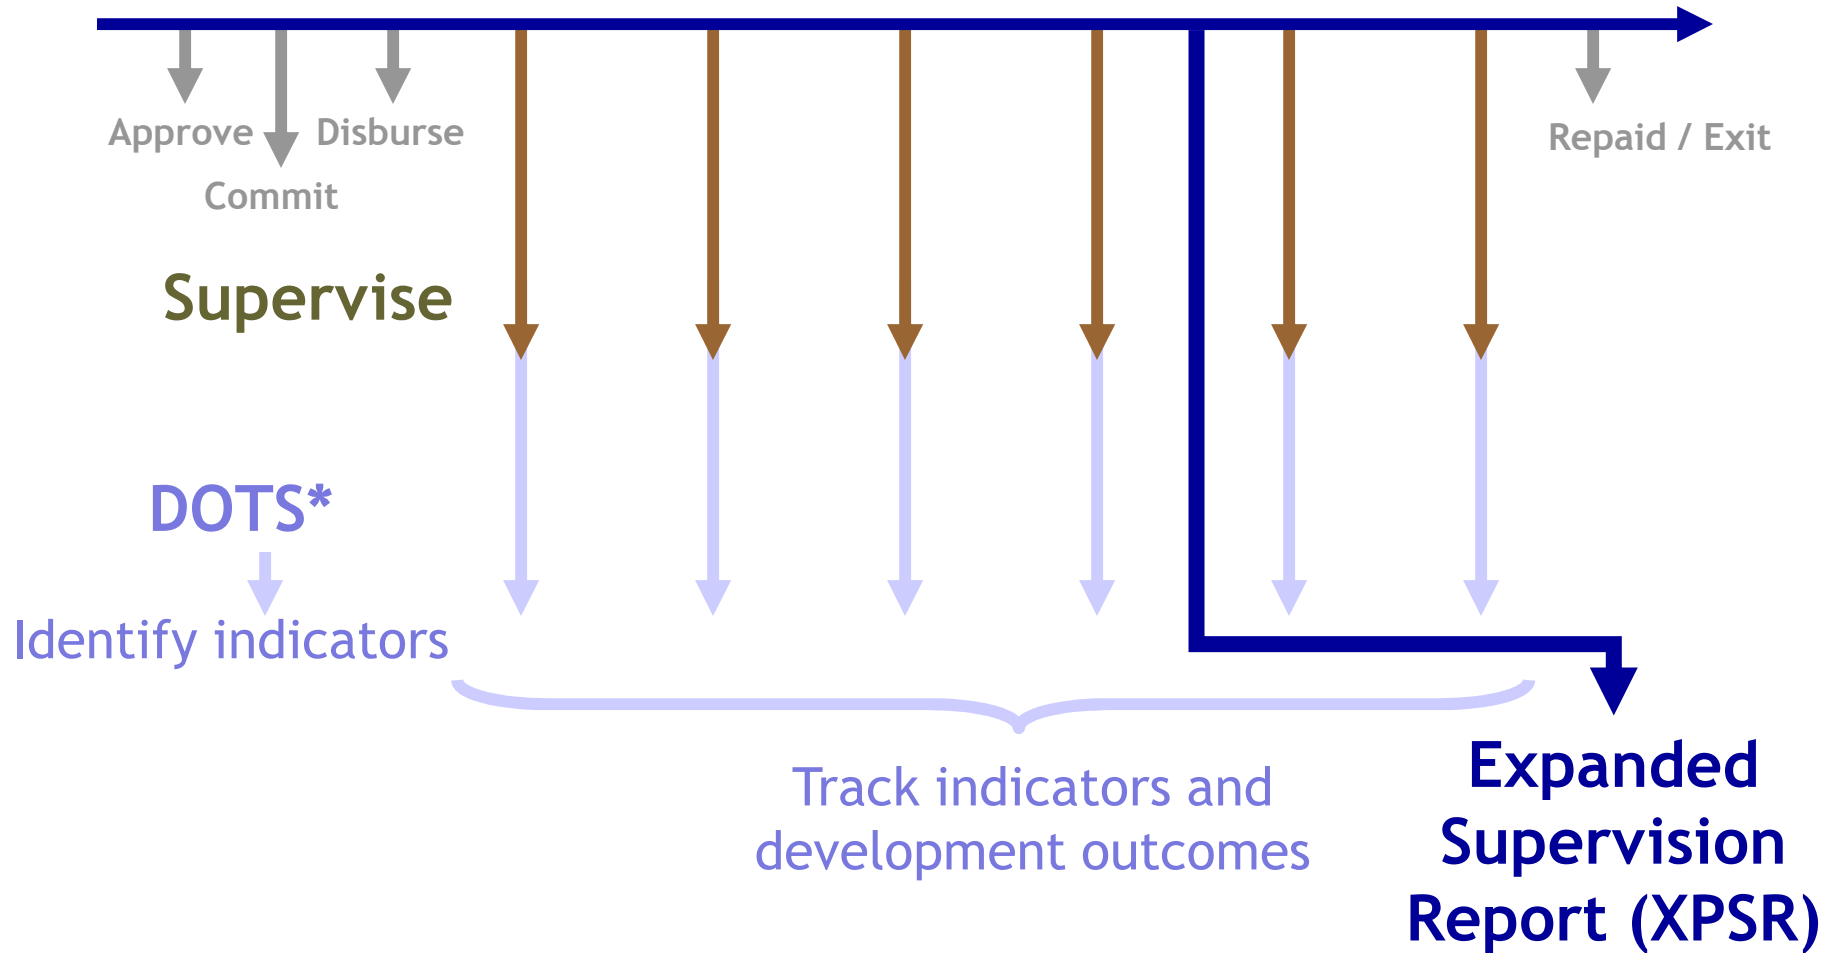 Approve
Disburse
Repaid / Exit
Commit
Supervise
DOTS*
Identify indicators
Track indicators and
development outcomes
Expanded
Supervision
Report (XPSR)